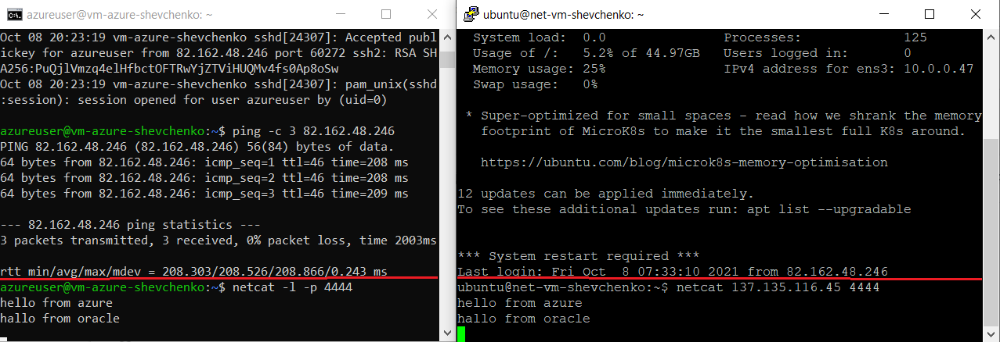 azureuser@vm-azure-shevchenko: ~
Oct 08 20:23:19 vm-azure-shevchenko sshd[24307]: Accepted publ
ickey for azureuser from 82.162.48.246 port 60272 ssh2: RSA SH
A256:PuQjlVmzq4elHfbctOFTRwYjZTViHUQMv4fs0Ap8oSw
Oct 08 20:23:19 vm-azure-shevchenko sshd[24307]: pam_unix(sshd
:session): session opened for user azureuser by (uid=0)
azureuser@vm-azure-shevchenko:~$ ping -c 3 82.162.48.246
PING 82.162.48.246 (82.162.48.246) 56(84) bytes of data.
64 bytes from 82.162.48.246: icmp_seq=1 ttl=46 time=208 ms
64 bytes from 82.162.48.246: icmp_seq=2 ttl=46 time=208 ms
64 bytes from 82.162.48.246: icmp_seq=3 ttl=46 time=209 ms
--- 82.162.48.246 ping statistics ---
3 packets transmitted, 3 received, 0% packet loss, time 2003ms
rtt min/avg/max/mdev = 208.303/208.526/208.866/0.243 ms
azureuser@vm-azure-shevchenko:~$ netcat -l -p 4444
hello from azure
hallo from oracle
ubuntu@net-vm-shevchenko: ~
System load: 0.0 Processes: 125
Usage of /: 5.2% of 44.97GB Users logged in: 0
Memory usage: 25% IPv4 address for ens3: 10.0.0.47
Swap usage: 0%
* Super-optimized for small spaces - read how we shrank the memory
footprint of MicroK8s to make it the smallest full K8s around.
https://ubuntu.com/blog/microk8s-memory-optimisation
12 updates can be applied immediately.
To see these additional updates run: apt list --upgradable
*** System restart required ***
Last login: Fri Oct  8 07:33:10 2021 from 82.162.48.246
ubuntu@net-vm-shevchenko:~$ netcat 137.135.116.45 4444
hello from azure
hallo from oracle